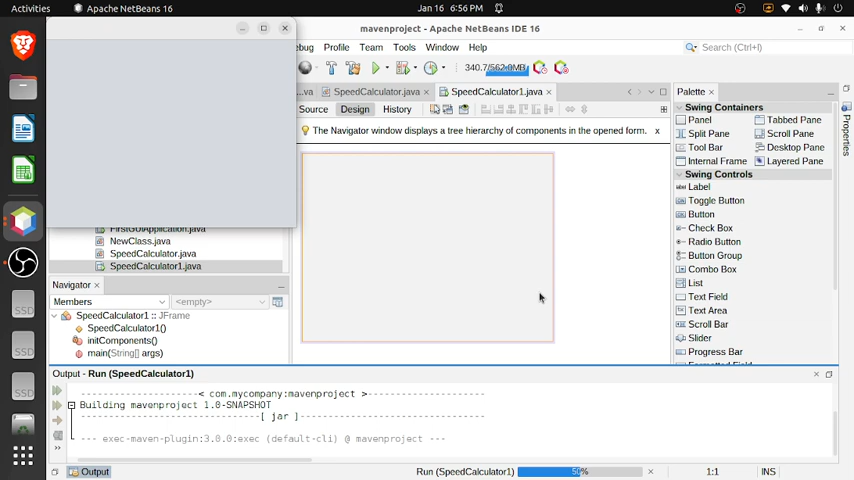 Activities
Apache NetBeans IDE 16
Jan 16 6:56 PM
mavenproject - Apache NetBeans IDE 16
ebug Profile Team Tools Window Help
Search (Ctrl+I)
340.7/562.0MB
...va
SpeedCalculator.java
SpeedCalculator1.java
Source Design History
The Navigator window displays a tree hierarchy of components in the opened form. x
Palette
Properties
Swing Containers
Panel
Tabbed Pane
Split Pane
Scroll Pane
Tool Bar
Desktop Pane
Internal Frame
Layered Pane
Swing Controls
Label
Toggle Button
Button
Check Box
Radio Button
Button Group
Combo Box
List
Text Field
Text Area
Scroll Bar
Slider
Progress Bar
FirstGUIApplication.java
NewClass.java
SpeedCalculator.java
SpeedCalculator1.java
Navigator
Members
<empty>
SpeedCalculator1 :: JFrame
SpeedCalculator1()
initComponents()
main(String[] args)
Output - Run (SpeedCalculator1)
---------------------< com.mycompany:mavenproject >---------------------
Building mavenproject 1.0-SNAPSHOT
--------------------------------[ jar ]---------------------------------
--- exec-maven-plugin:3.0.0:exec (default-cli) @ mavenproject ---
SSD
SSD
SSD
Output
Run (SpeedCalculator1)
50%
1:1
INS